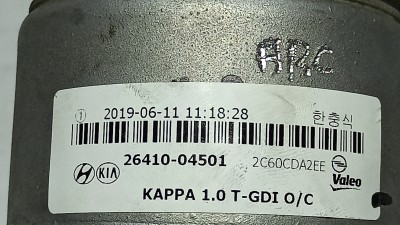 ARC
① 2019-06-11 11:18:28 한충식
KIA 26410-04501 2C60CDA2EE Valeo
KAPPA 1.0 T-GDI O/C